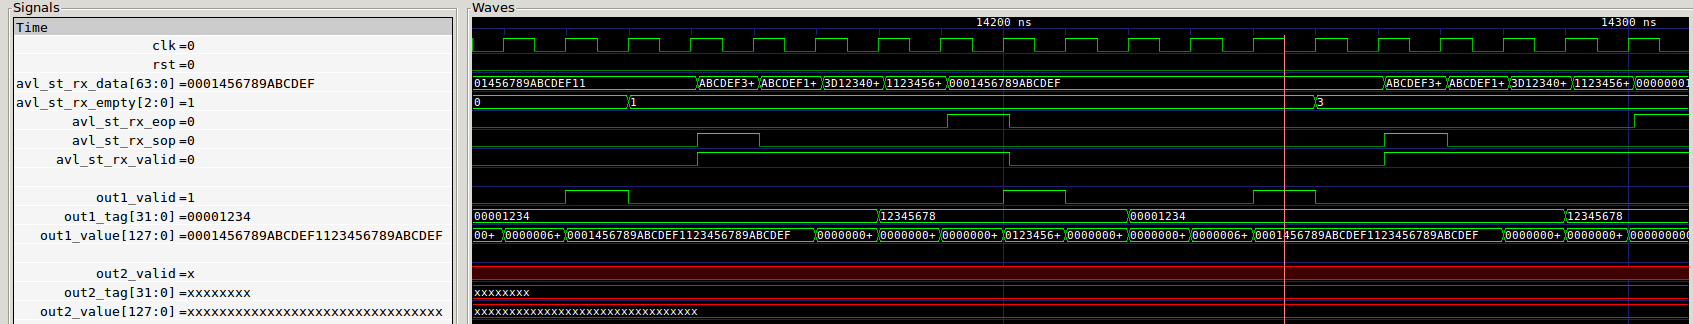 Signals
Waves
Time
14200 ns
14300 ns
clk=0
rst=0
avl_st_rx_data[63:0]=0001456789ABCDEF
01456789ABCDEF11
ABCDEF3+
ABCDEF1+
3D12340+
1123456+
0001456789ABCDEF
ABCDEF3+
ABCDEF1+
3D12340+
1123456+
00000001
avl_st_rx_empty[2:0]=1
0
1
3
avl_st_rx_eop=0
avl_st_rx_sop=0
avl_st_rx_valid=0
out1_valid=1
out1_tag[31:0]=00001234
00001234
12345678
00001234
12345678
out1_value[127:0]=0001456789ABCDEF1123456789ABCDEF
00+
0000006+
0001456789ABCDEF1123456789ABCDEF
0000000+
0000000+
0000000+
0123456+
0000000+
0000000+
0000006+
0001456789ABCDEF1123456789ABCDEF
0000000+
0000000+
000000000
out2_valid=x
out2_tag[31:0]=xxxxxxxx
xxxxxxxx
out2_value[127:0]=xxxxxxxxxxxxxxxxxxxxxxxxxxxxxxxx
xxxxxxxxxxxxxxxxxxxxxxxxxxxxxxxx